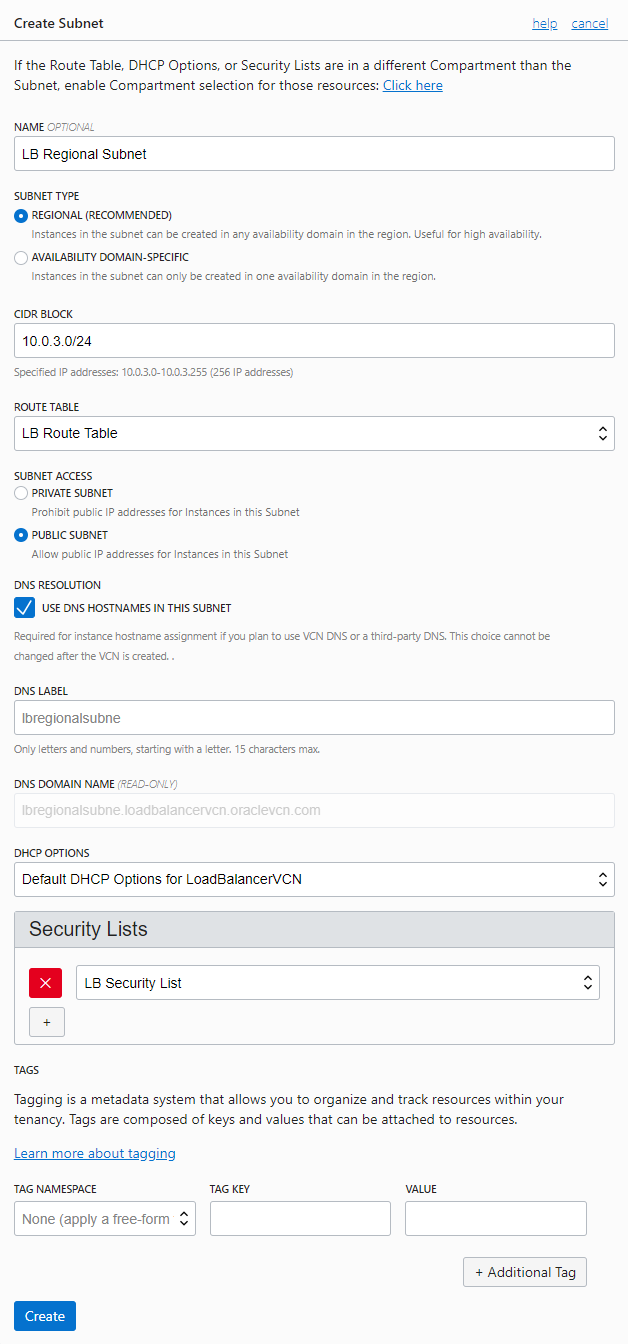 Create Subnet
help cancel
If the Route Table, DHCP Options, or Security Lists are in a different Compartment than the
Subnet, enable Compartment selection for those resources: Click here
NAME OPTIONAL
LB Regional Subnet
SUBNET TYPE
REGIONAL (RECOMMENDED)
Instances in the subnet can be created in any availability domain in the region. Useful for high availability.
AVAILABILITY DOMAIN-SPECIFIC
Instances in the subnet can only be created in one availability domain in the region.
CIDR BLOCK
10.0.3.0/24
Specified IP addresses: 10.0.3.0-10.0.3.255 (256 IP addresses)
ROUTE TABLE
LB Route Table
SUBNET ACCESS
PRIVATE SUBNET
Prohibit public IP addresses for Instances in this Subnet
PUBLIC SUBNET
Allow public IP addresses for Instances in this Subnet
DNS RESOLUTION
USE DNS HOSTNAMES IN THIS SUBNET
Required for instance hostname assignment if you plan to use VCN DNS or a third-party DNS. This choice cannot be
changed after the VCN is created. .
DNS LABEL
lbregionalsubne
Only letters and numbers, starting with a letter. 15 characters max.
DNS DOMAIN NAME (READ-ONLY)
lbregionalsubne.loadbalancervcn.oraclevcn.com
DHCP OPTIONS
Default DHCP Options for LoadBalancerVCN
Security Lists
LB Security List
+
TAGS
Tagging is a metadata system that allows you to organize and track resources within your
tenancy. Tags are composed of keys and values that can be attached to resources.
Learn more about tagging
TAG NAMESPACE TAG KEY VALUE
None (apply a free-form
+ Additional Tag
Create